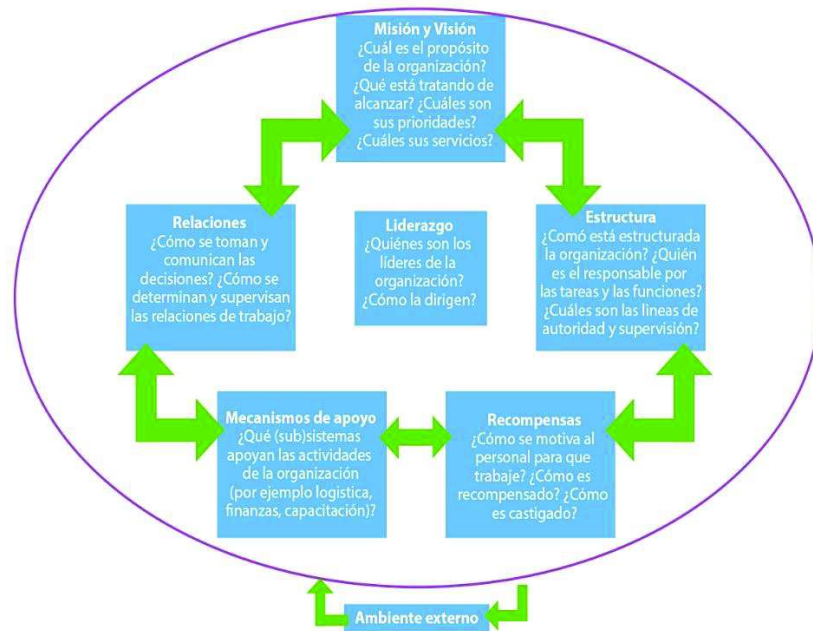 Misión y Visión
¿Cuál es el propósito
de la organización?
¿Qué está tratando de
alcanzar? ¿Cuáles son
sus prioridades?
¿Cuáles sus servicios?
Relaciones
¿Cómo se toman y
comunican las
decisiones? ¿Cómo se
determinan y supervisan
las relaciones de trabajo?
Liderazgo
¿Quiénes son los
líderes de la
organización?
¿Cómo la dirigen?
Estructura
¿Comó está estructurada
la organización? ¿Quién
es el responsable por
las tareas y las funciones?
¿Cuáles son las lineas de
autoridad y supervisión?
Mecanismos de apoyo
¿Qué (sub)sistemas
apoyan las actividades
de la organización
(por ejemplo logistica,
finanzas, capacitación)?
Recompensas
¿Cómo se motiva al
personal para que
trabaje? ¿Cómo es
recompensado? ¿Cómo
es castigado?
Ambiente externo